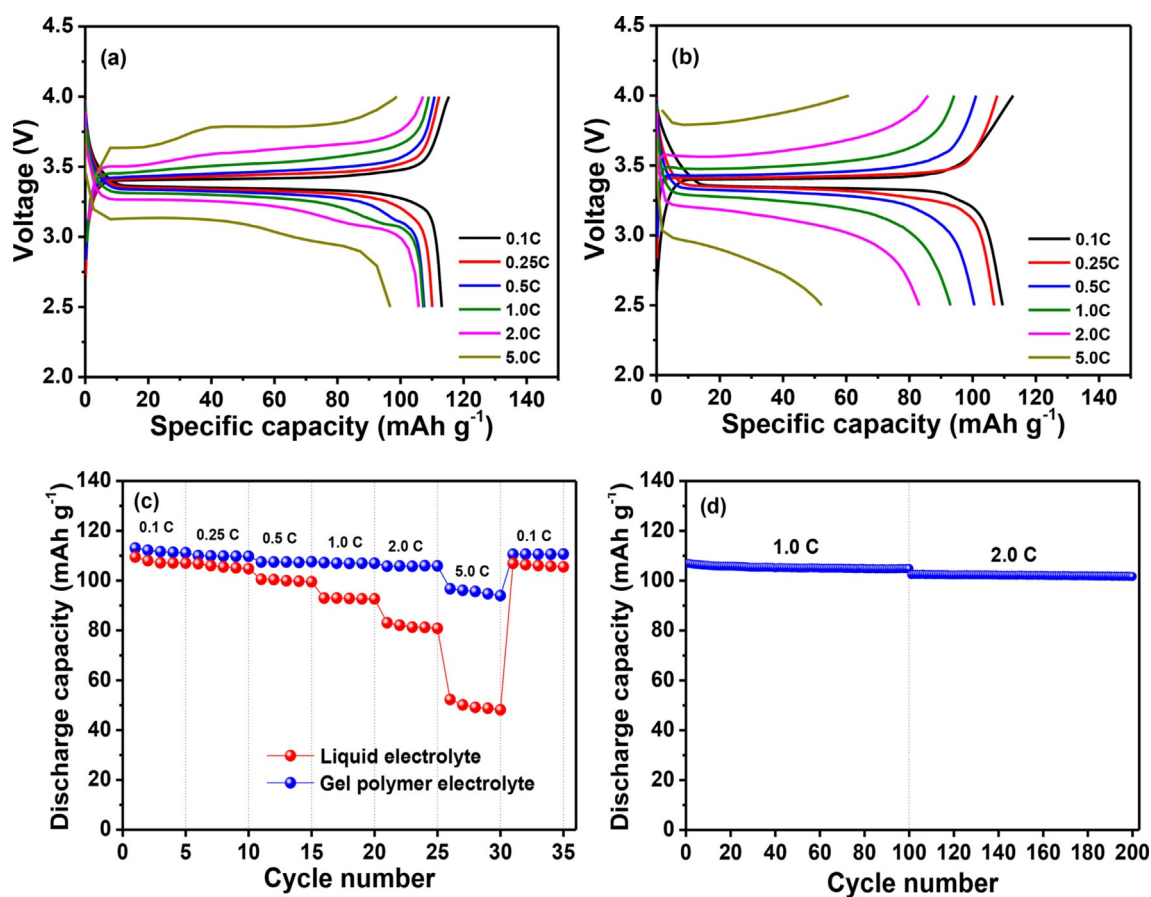 (a)
4.5
4.0
3.5
3.0
2.5
2.0
Voltage (V)
0.1C
0.25C
0.5C
1.0C
2.0C
5.0C
0 20 40 60 80 100 120 140
Specific capacity (mAh g-1)
(b)
4.5
4.0
3.5
3.0
2.5
2.0
Voltage (V)
0.1C
0.25C
0.5C
1.0C
2.0C
5.0C
0 20 40 60 80 100 120 140
Specific capacity (mAh g-1)
(c)
140
120
100
80
60
40
20
0
Discharge capacity (mAh g-1)
0.1 C
0.25 C
0.5 C
1.0 C
2.0 C
5.0 C
0.1 C
Liquid electrolyte
Gel polymer electrolyte
0 5 10 15 20 25 30 35
Cycle number
(d)
140
120
100
80
60
40
20
0
Discharge capacity (mAh g-1)
1.0 C
2.0 C
0 20 40 60 80 100 120 140 160 180 200
Cycle number